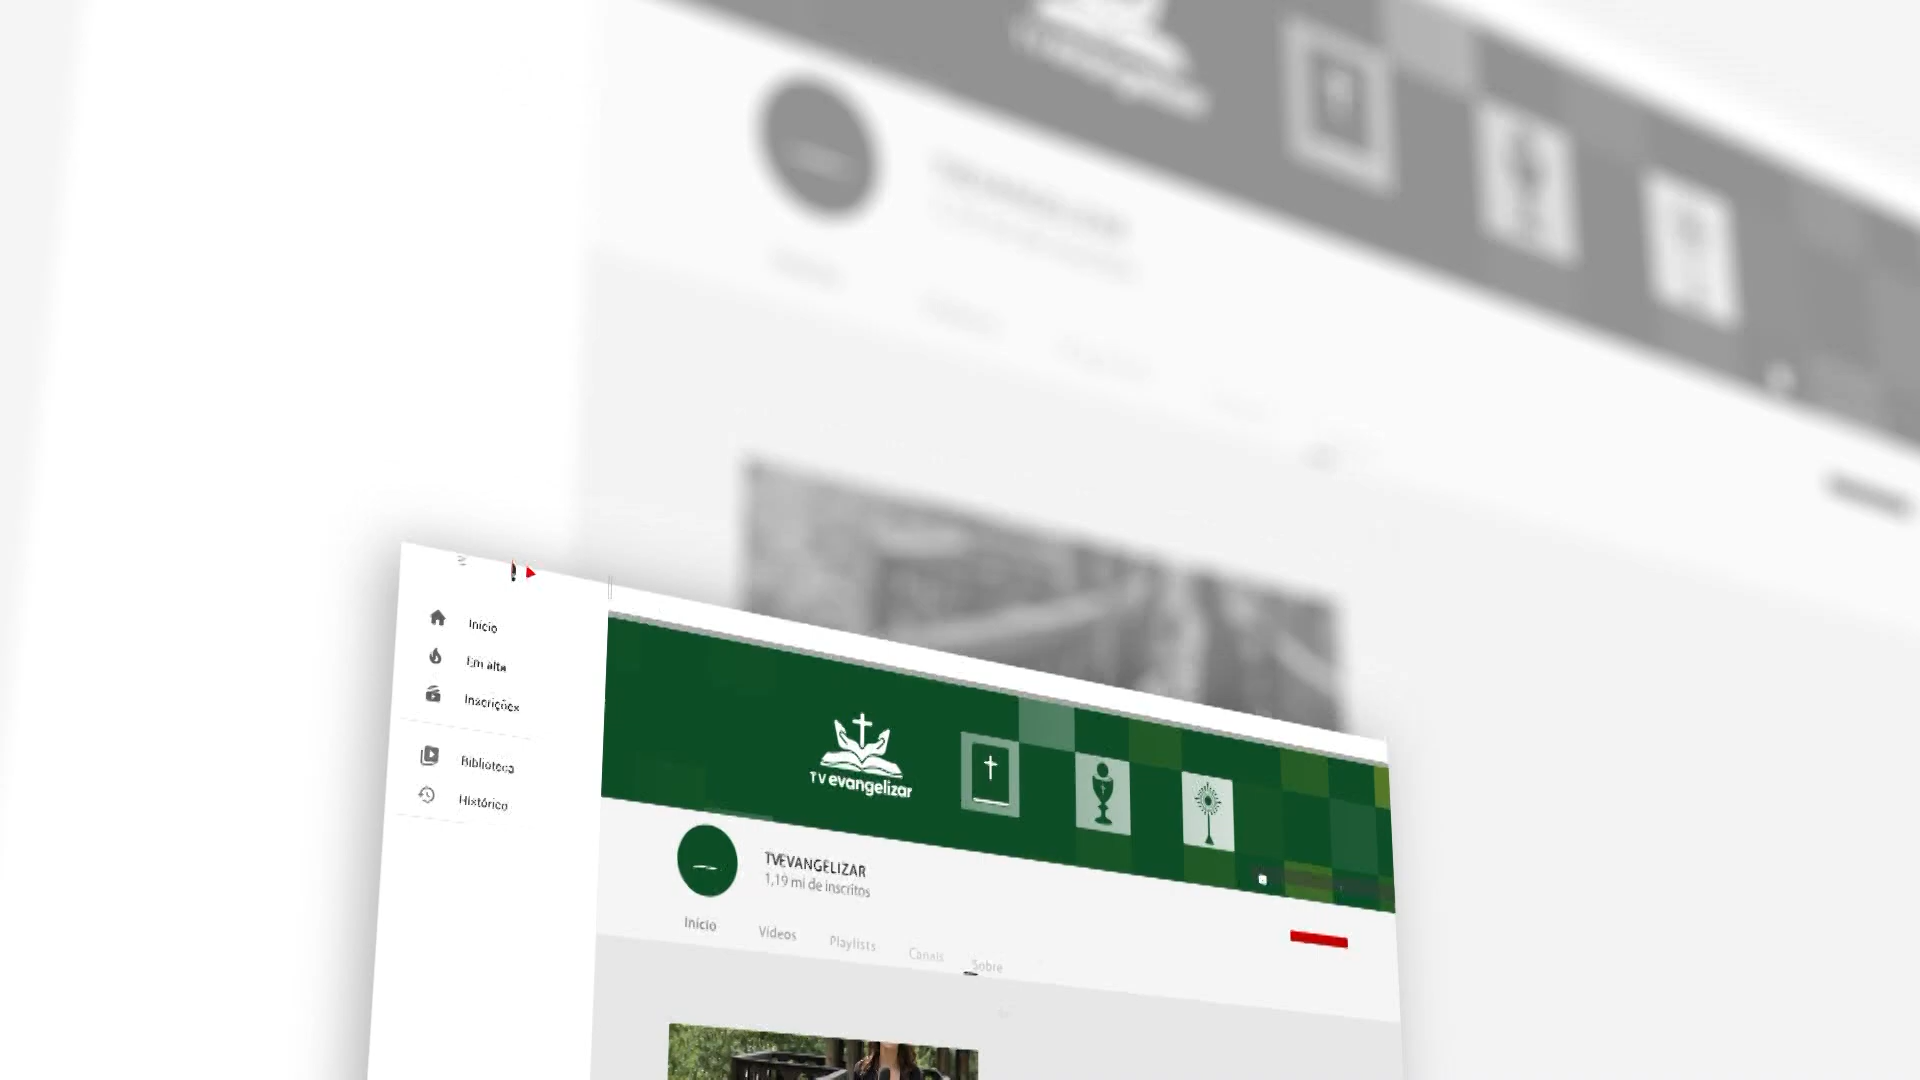 Início
Em alta
Inscrições
Biblioteca
Histórico
TV evangelizar
TVEVANGELIZAR
1,19 mi de inscritos
Início
Vídeos
Playlists
Canais
Sobre